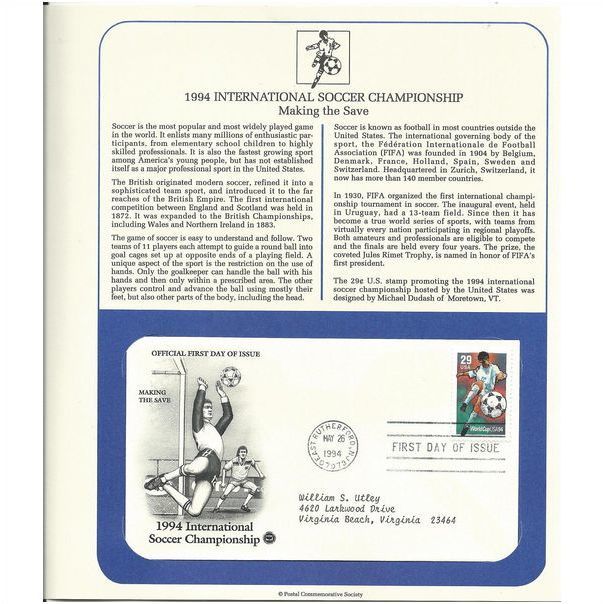 1994 INTERNATIONAL SOCCER CHAMPIONSHIP
Making the Save
Soccer is the most popular and most widely played game
in the world. It enlists many millions of enthusiastic par-
ticipants, from elementary school children to highly
skilled professionals. It is also the fastest growing sport
among America's young people, but has not established
itself as a major professional sport in the United States.
The British originated modern soccer, refined it into a
sophisticated team sport, and introduced it to the far
reaches of the British Empire. The first international
competition between England and Scotland was held in
1872. It was expanded to the British Championships,
including Wales and Northern Ireland in 1883.
The game of soccer is easy to understand and follow. Two
teams of 11 players each attempt to guide a round ball into
goal cages set up at opposite ends of a playing field. A
unique aspect of the sport is the restriction on the use of
hands. Only the goalkeeper can handle the ball with his
hands and then only within a prescribed area. The other
players control and advance the ball using mostly their
feet, but also other parts of the body, including the head.
Soccer is known as football in most countries outside the
United States. The international governing body of the
sport, the Fédération Internationale de Football
Association (FIFA) was founded in 1904 by Belgium,
Denmark, France, Holland, Spain, Sweden and
Switzerland. Headquartered in Zurich, Switzerland, it
now has more than 140 member countries.
In 1930, FIFA organized the first international champi-
onship tournament in soccer. The inaugural event, held
in Uruguay, had a 13-team field. Since then it has
become a true world series of sports, with teams from
virtually every nation participating in regional playoffs.
Both amateurs and professionals are eligible to compete
and the finals are held every four years. The prize, the
coveted Jules Rimet Trophy, is named in honor of FIFA's
first president.
The 29¢ U.S. stamp promoting the 1994 international
soccer championship hosted by the United States was
designed by Michael Dudash of Moretown, VT.
OFFICIAL FIRST DAY OF ISSUE
MAKING
THE SAVE
1994 International
Soccer Championship
29
USA
WorldCupUSA94
EAST RUTHERFORD, NJ
MAY 26
1994
FIRST DAY OF ISSUE
William S. Utley
4620 Larkwood Drive
Virginia Beach, Virginia 23464
© Postal Commemorative Society